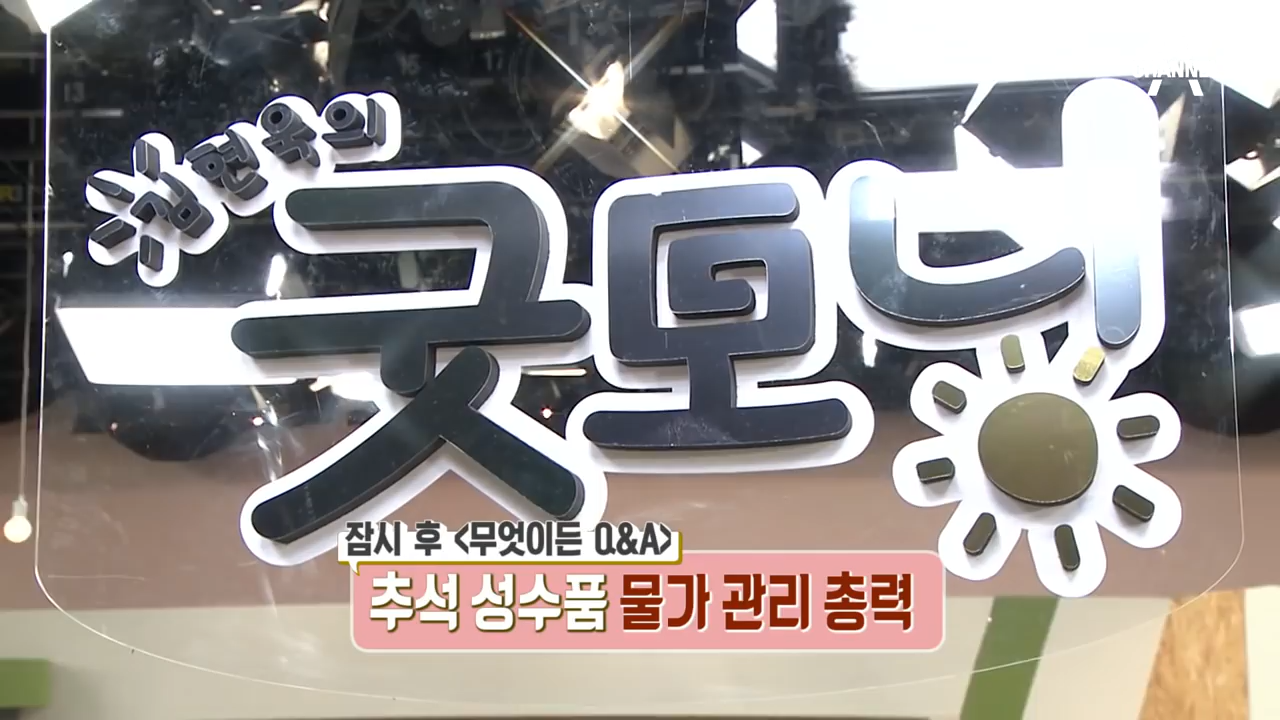 CHANNEL A
김현욱의
굿모닝
잠시 후 <무엇이든 Q&A>
추석 성수품 물가 관리 총력